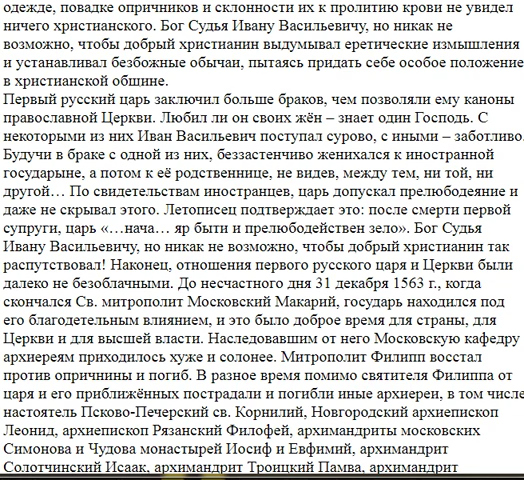 одежде, повадке опричников и склонности их к пролитию крови не увидел
ничего христианского. Бог Судья Ивану Васильевичу, но никак не
возможно, чтобы добрый христианин выдумывал еретические измышления
и устанавливал безбожные обычаи, пытаясь придать себе особое положение
в христианской общине.
Первый русский царь заключил больше браков, чем позволяли ему каноны
православной Церкви. Любил ли он своих жён – знает один Господь. С
некоторыми из них Иван Васильевич поступал сурово, с иными – заботливо.
Будучи в браке с одной из них, беззастенчиво женихался к иностранной
государыне, а потом к её родственнице, не видев, между тем, ни той, ни
другой… По свидетельствам иностранцев, царь допускал прелюбодеяние и
даже не скрывал этого. Летописец подтверждает это: после смерти первой
супруги, царь «…нача… яр быти и прелюбодействен зело». Бог Судья
Ивану Васильевичу, но никак не возможно, чтобы добрый христианин так
распутствовал! Наконец, отношения первого русского царя и Церкви были
далеко не безоблачными. До несчастного дня 31 декабря 1563 г., когда
скончался Св. митрополит Московский Макарий, государь находился под
его благодетельным влиянием, и это было доброе время для страны, для
Церкви и для высшей власти. Наследовавшим от него Московскую кафедру
архиереям приходилось хуже и солонее. Митрополит Филипп восстал
против опричнины и погиб. В разное время помимо святителя Филиппа от
царя и его приближённых пострадали и погибли иные архиереи, в том числе
настоятель Псково-Печерский св. Корнилий, Новгородский архиепископ
Леонид, архиепископ Рязанский Филофей, архимандриты московских
Симонова и Чудова монастырей Иосиф и Евфимий, архимандрит
Солотчинский Исаак, архимандрит Троицкий Памва, архимандрит